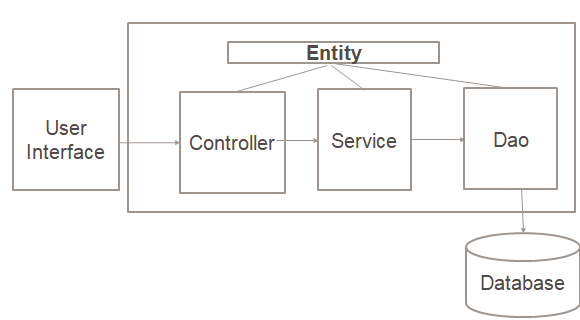 Entity
User
Interface
Controller
Service
Dao
Database